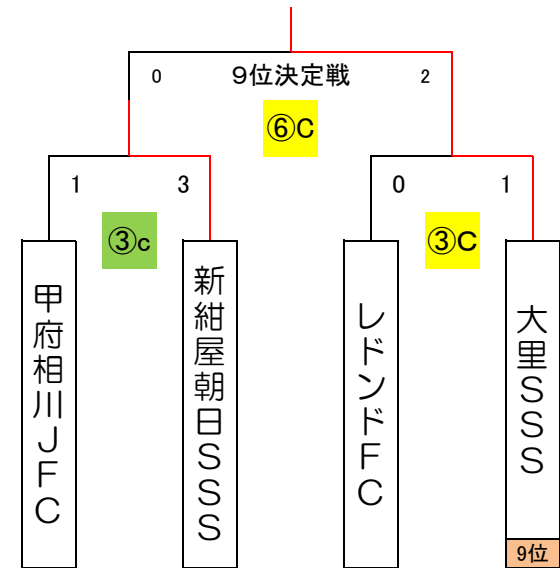 0 9位決定戦 2
⑥C
1 3 0 1
③c ③C
甲府相川JFC
新紺屋朝日SSS
レドンドFC
大里SSS
9位